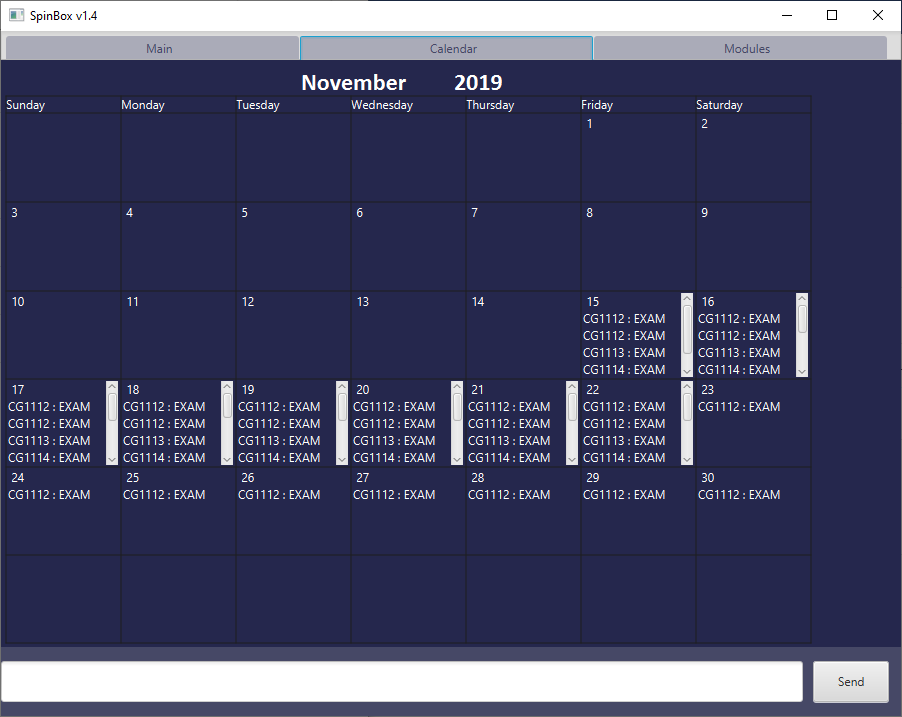 SpinBox v1.4
Main Calendar Modules
November 2019
Sunday Monday Tuesday Wednesday Thursday Friday Saturday
1 2
3 4 5 6 7 8 9
10 11 12 13 14 15 16
CG1112 : EXAM CG1112 : EXAM
CG1112 : EXAM CG1112 : EXAM
CG1113 : EXAM CG1113 : EXAM
CG1114 : EXAM CG1114 : EXAM
17 18 19 20 21 22 23
CG1112 : EXAM CG1112 : EXAM CG1112 : EXAM CG1112 : EXAM CG1112 : EXAM CG1112 : EXAM CG1112 : EXAM
CG1112 : EXAM CG1112 : EXAM CG1112 : EXAM CG1112 : EXAM CG1112 : EXAM CG1112 : EXAM
CG1113 : EXAM CG1113 : EXAM CG1113 : EXAM CG1113 : EXAM CG1113 : EXAM CG1113 : EXAM
CG1114 : EXAM CG1114 : EXAM CG1114 : EXAM CG1114 : EXAM CG1114 : EXAM CG1114 : EXAM
24 25 26 27 28 29 30
CG1112 : EXAM CG1112 : EXAM CG1112 : EXAM CG1112 : EXAM CG1112 : EXAM CG1112 : EXAM CG1112 : EXAM
Send